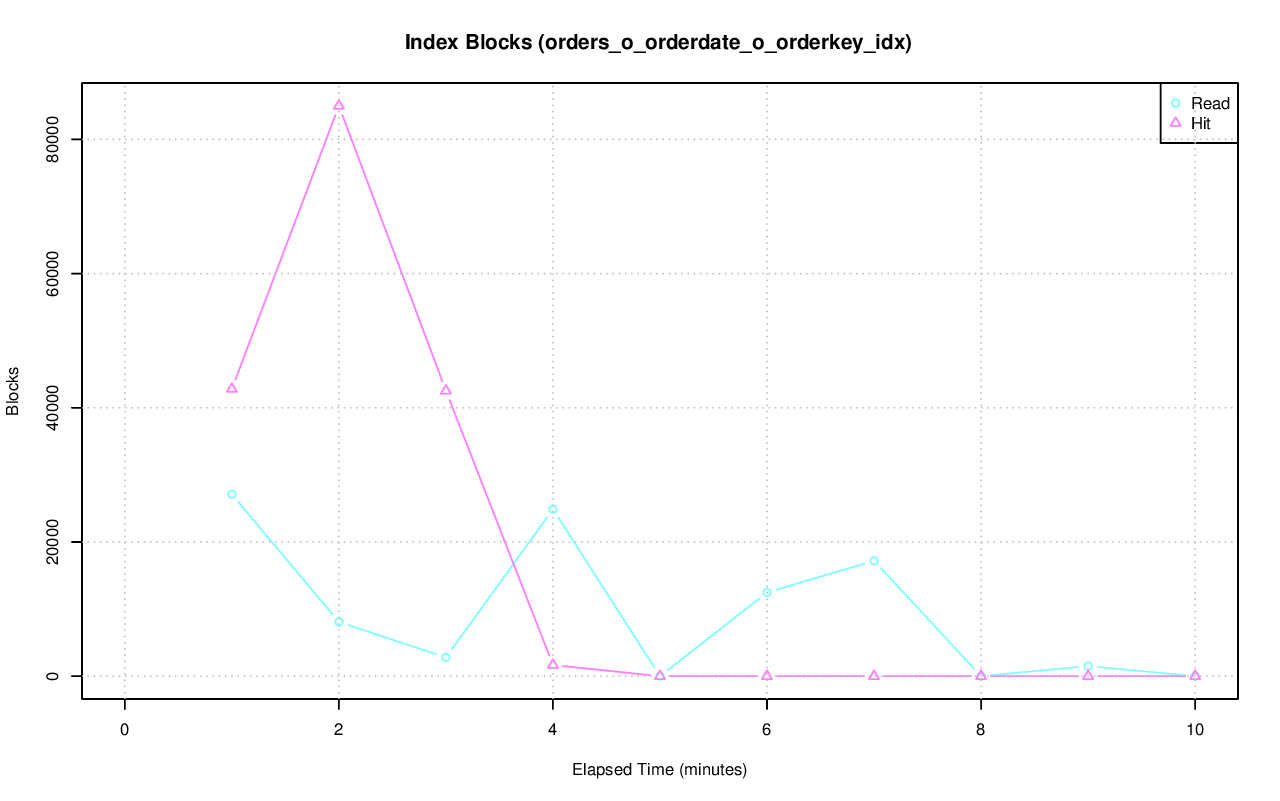 Index Blocks (orders_o_orderdate_o_orderkey_idx)
Read
Hit
80000
60000
40000
20000
0
Blocks
0 2 4 6 8 10
Elapsed Time (minutes)